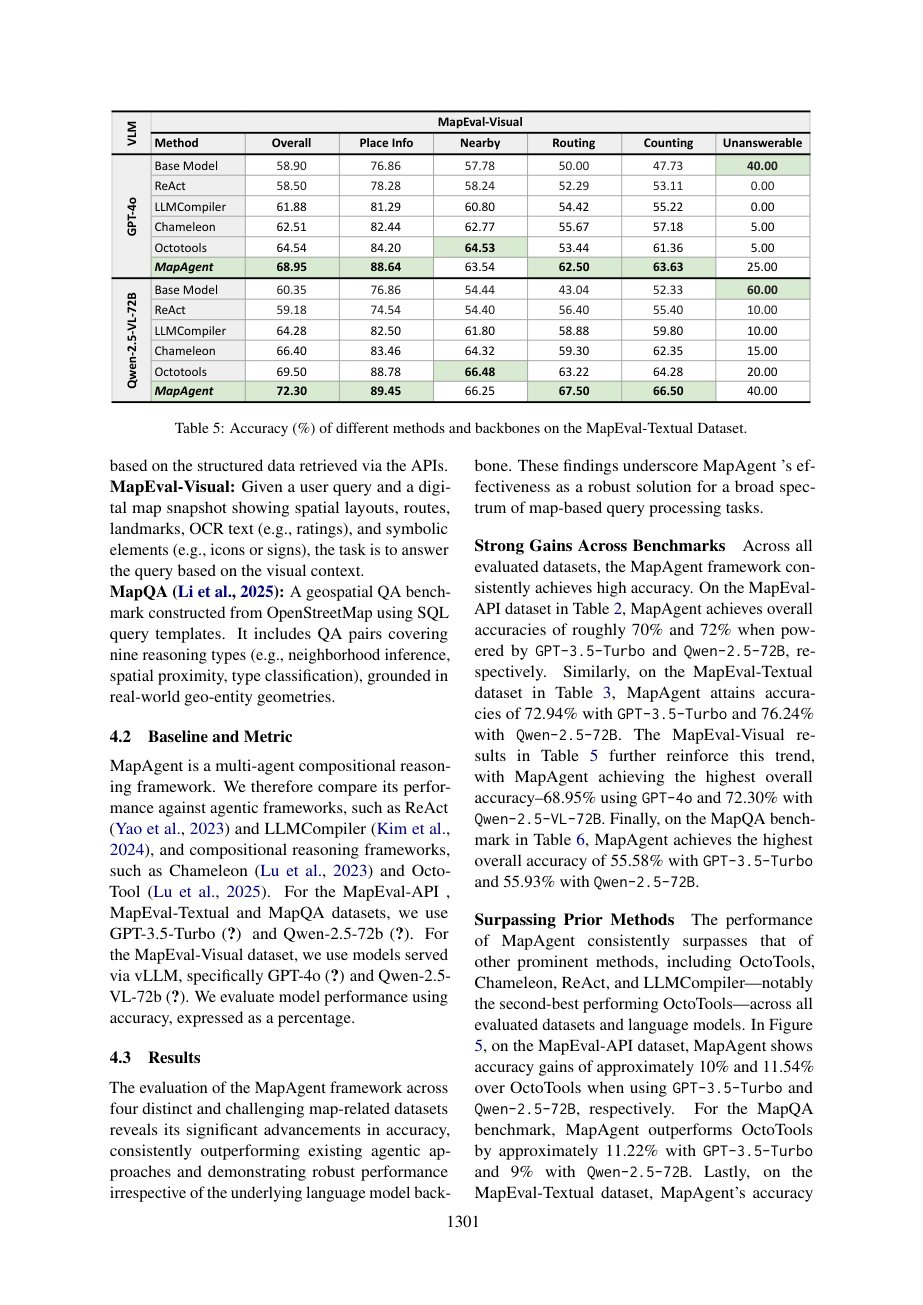 VLM
MapEval-Visual
Method Overall Place Info Nearby Routing Counting Unanswerable
GPT-4o
Base Model 58.90 76.86 57.78 50.00 47.73 40.00
ReAct 58.50 78.28 58.24 52.29 53.11 0.00
LLMCompiler 61.88 81.29 60.80 54.42 55.22 0.00
Chameleon 62.51 82.44 62.77 55.67 57.18 5.00
Octotools 64.54 84.20 64.53 53.44 61.36 5.00
MapAgent 68.95 88.64 63.54 62.50 63.63 25.00
Qwen-2.5-VL-72B
Base Model 60.35 76.86 54.44 43.04 52.33 60.00
ReAct 59.18 74.54 54.40 56.40 55.40 10.00
LLMCompiler 64.28 82.50 61.80 58.88 59.80 10.00
Chameleon 66.40 83.46 64.32 59.30 62.35 15.00
Octotools 69.50 88.78 66.48 63.22 64.28 20.00
MapAgent 72.30 89.45 66.25 67.50 66.50 40.00
Table 5: Accuracy (%) of different methods and backbones on the MapEval-Textual Dataset.
based on the structured data retrieved via the APIs.
MapEval-Visual: Given a user query and a digi-
tal map snapshot showing spatial layouts, routes,
landmarks, OCR text (e.g., ratings), and symbolic
elements (e.g., icons or signs), the task is to answer
the query based on the visual context.
MapQA (Li et al., 2025): A geospatial QA bench-
mark constructed from OpenStreetMap using SQL
query templates. It includes QA pairs covering
nine reasoning types (e.g., neighborhood inference,
spatial proximity, type classification), grounded in
real-world geo-entity geometries.
4.2 Baseline and Metric
MapAgent is a multi-agent compositional reason-
ing framework. We therefore compare its perfor-
mance against agentic frameworks, such as ReAct
(Yao et al., 2023) and LLMCompiler (Kim et al.,
2024), and compositional reasoning frameworks,
such as Chameleon (Lu et al., 2023) and Octo-
Tool (Lu et al., 2025). For the MapEval-API ,
MapEval-Textual and MapQA datasets, we use
GPT-3.5-Turbo (?) and Qwen-2.5-72b (?). For
the MapEval-Visual dataset, we use models served
via vLLM, specifically GPT-4o (?) and Qwen-2.5-
VL-72b (?). We evaluate model performance using
accuracy, expressed as a percentage.
4.3 Results
The evaluation of the MapAgent framework across
four distinct and challenging map-related datasets
reveals its significant advancements in accuracy,
consistently outperforming existing agentic ap-
proaches and demonstrating robust performance
irrespective of the underlying language model back-
bone. These findings underscore MapAgent 's ef-
fectiveness as a robust solution for a broad spec-
trum of map-based query processing tasks.
Strong Gains Across Benchmarks Across all
evaluated datasets, the MapAgent framework con-
sistently achieves high accuracy. On the MapEval-
API dataset in Table 2, MapAgent achieves overall
accuracies of roughly 70% and 72% when pow-
ered by GPT-3.5-Turbo and Qwen-2.5-72B, re-
spectively. Similarly, on the MapEval-Textual
dataset in Table 3, MapAgent attains accura-
cies of 72.94% with GPT-3.5-Turbo and 76.24%
with Qwen-2.5-72B. The MapEval-Visual re-
sults in Table 5 further reinforce this trend,
with MapAgent achieving the highest overall
accuracy–68.95% using GPT-4o and 72.30% with
Qwen-2.5-VL-72B. Finally, on the MapQA bench-
mark in Table 6, MapAgent achieves the highest
overall accuracy of 55.58% with GPT-3.5-Turbo
and 55.93% with Qwen-2.5-72B.
Surpassing Prior Methods The performance
of MapAgent consistently surpasses that of
other prominent methods, including OctoTools,
Chameleon, ReAct, and LLMCompiler—notably
the second-best performing OctoTools—across all
evaluated datasets and language models. In Figure
5, on the MapEval-API dataset, MapAgent shows
accuracy gains of approximately 10% and 11.54%
over OctoTools when using GPT-3.5-Turbo and
Qwen-2.5-72B, respectively. For the MapQA
benchmark, MapAgent outperforms OctoTools
by approximately 11.22% with GPT-3.5-Turbo
and 9% with Qwen-2.5-72B. Lastly, on the
MapEval-Textual dataset, MapAgent's accuracy
1301